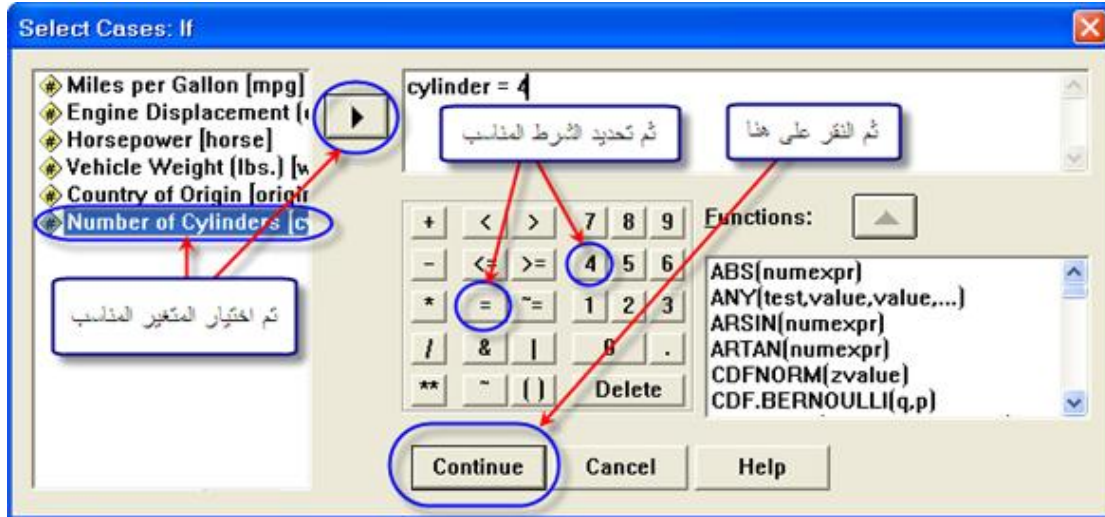 Select Cases: If
Miles per Gallon [mpg]
Engine Displacement [e
Horsepower [horse]
Vehicle Weight (lbs.) [w
Country of Origin [origin
Number of Cylinders [cy
cylinder = 4
ثم تحديد الشرط المناسب
ثم النقر على هنا
تم اختيار المتغير المناسب
+ < > 7 8 9
- <= >= 4 5 6
* = ~= 1 2 3
/ & | 0 .
** ~ ( ) Delete
Functions:
ABS(numexpr)
ANY(test,value,value,...)
ARSIN(numexpr)
ARTAN(numexpr)
CDFNORM(zvalue)
CDF.BERNOULLI(q,p)
Continue Cancel Help